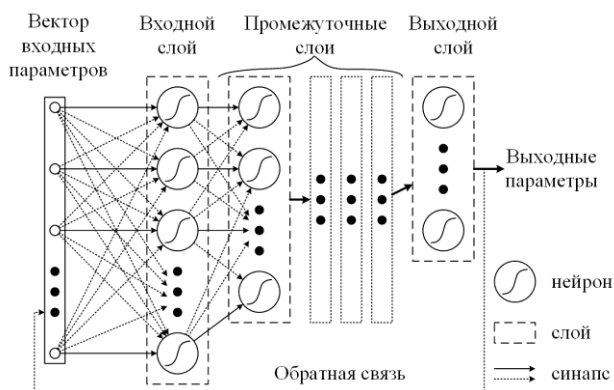 Вектор
входных
параметров
Входной
слой
Промежуточные
слои
Выходной
слой
Выходные
параметры
нейрон
слой
синапс
Обратная связь